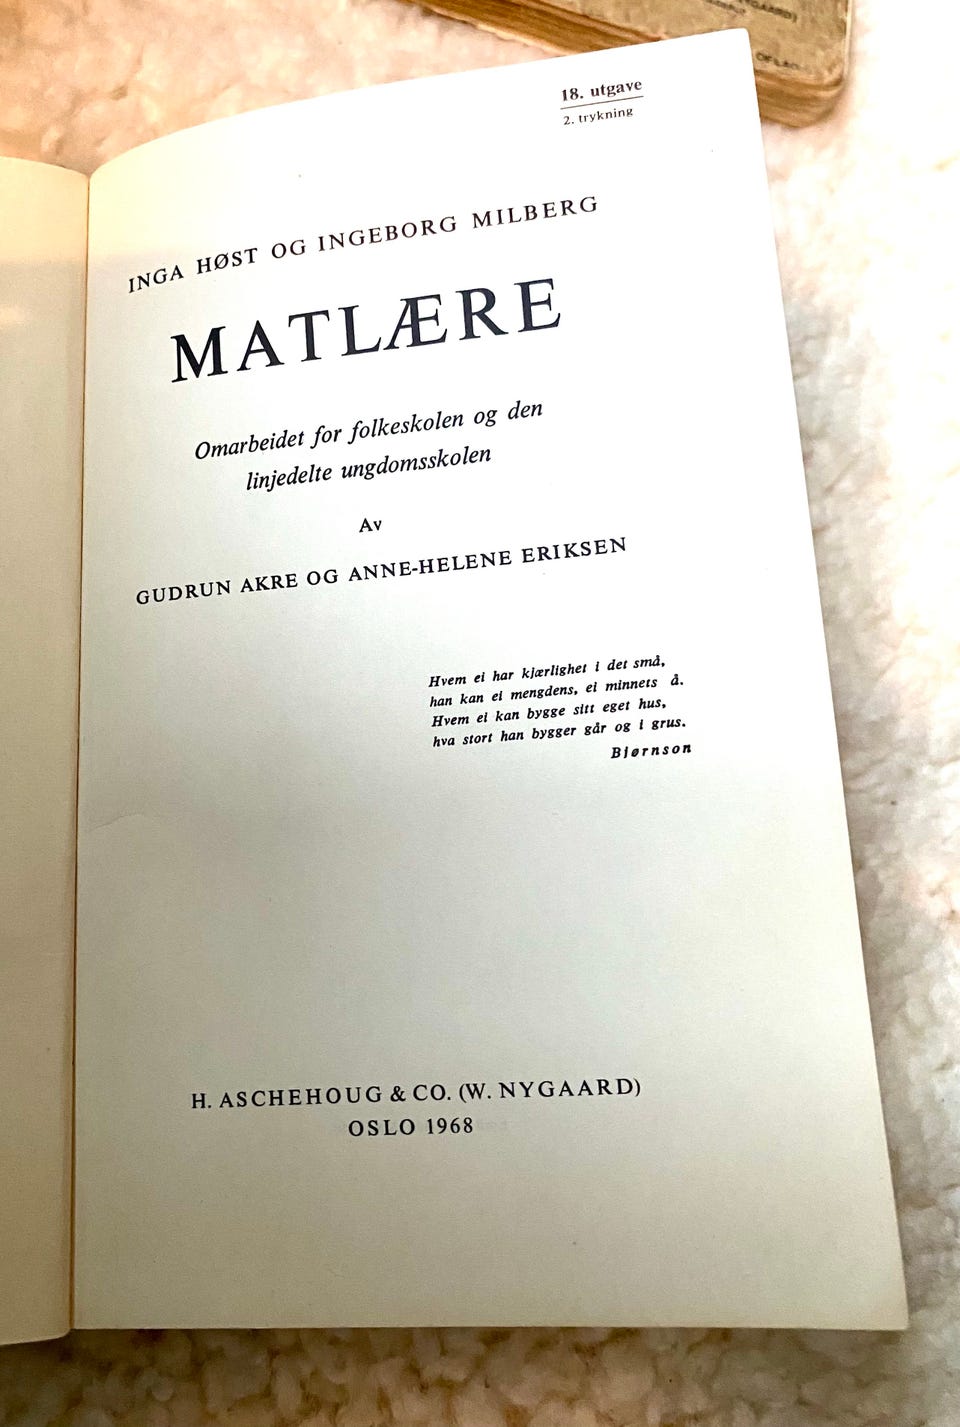 18. utgave
2. trykning
INGA HØST OG INGEBORG MILBERG
MATLÆRE
Omarbeidet for folkeskolen og den
linjedelte ungdomsskolen
Av
GUDRUN AKRE OG ANNE-HELENE ERIKSEN
Hvem ei har kjærlighet i det små,
han kan ei mengdens, ei minnets å.
Hvem ei kan bygge sitt eget hus,
hva stort han bygger går og i grus.
Bjørnson
H. ASCHEHOUG & CO. (W. NYGAARD)
OSLO 1968